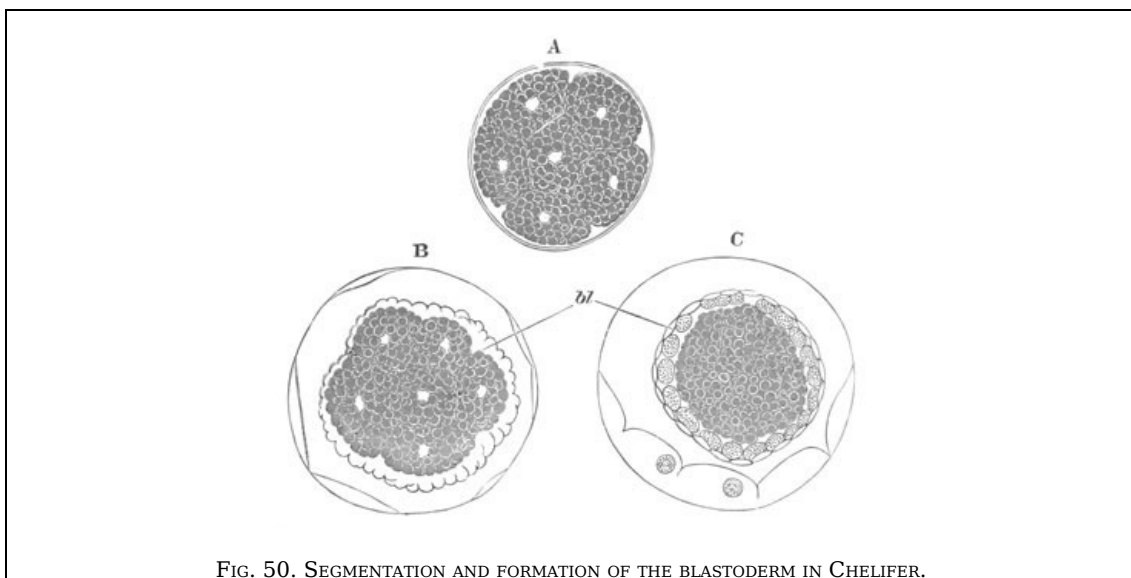 A
B
C
bl
FIG. 50. SEGMENTATION AND FORMATION OF THE BLASTODERM IN CHELIFER.